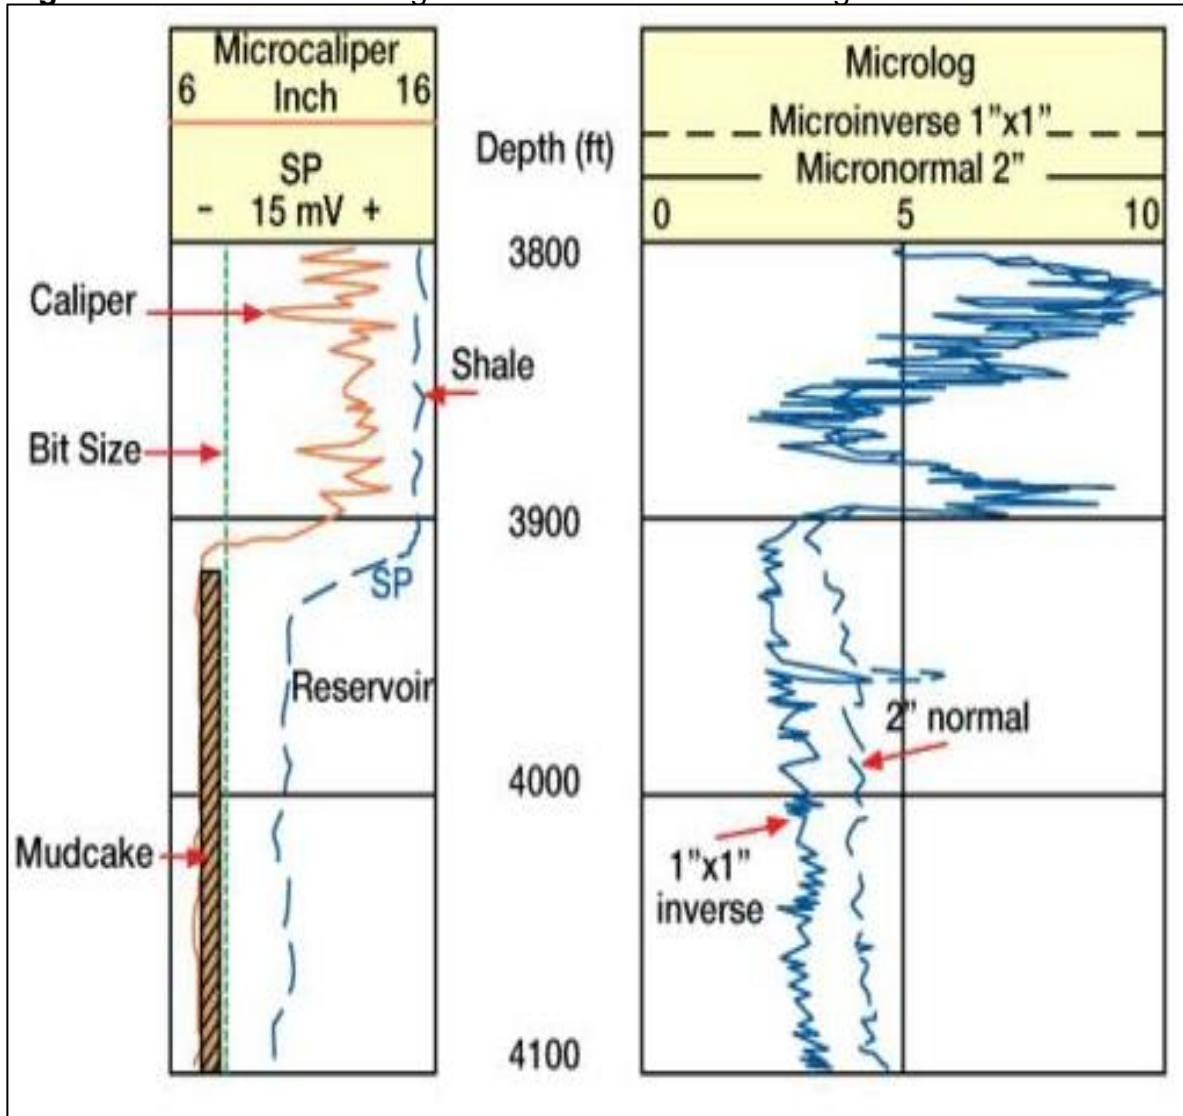 Microcaliper
Inch
6
16
SP
- 15 mV +
Depth (ft)
Microlog
Microinverse 1"x1"
Micronormal 2"
0
5
10
3800
Caliper
Shale
Bit Size
3900
SP
Reservoir
2" normal
4000
Mudcake
1"x1"
inverse
4100